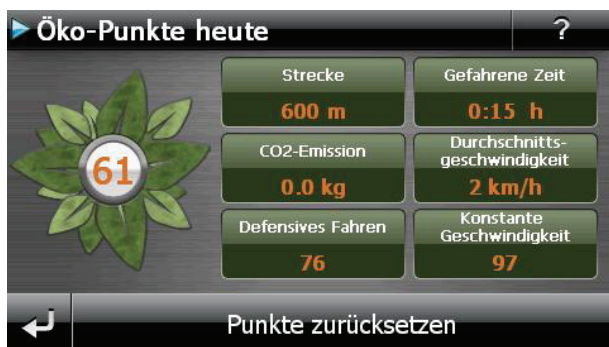 Öko-Punkte heute
?
61
Strecke
600 m
Gefahrene Zeit
0:15 h
CO2-Emission
0.0 kg
Durchschnitts-
geschwindigkeit
2 km/h
Defensives Fahren
76
Konstante
Geschwindigkeit
97
Punkte zurücksetzen